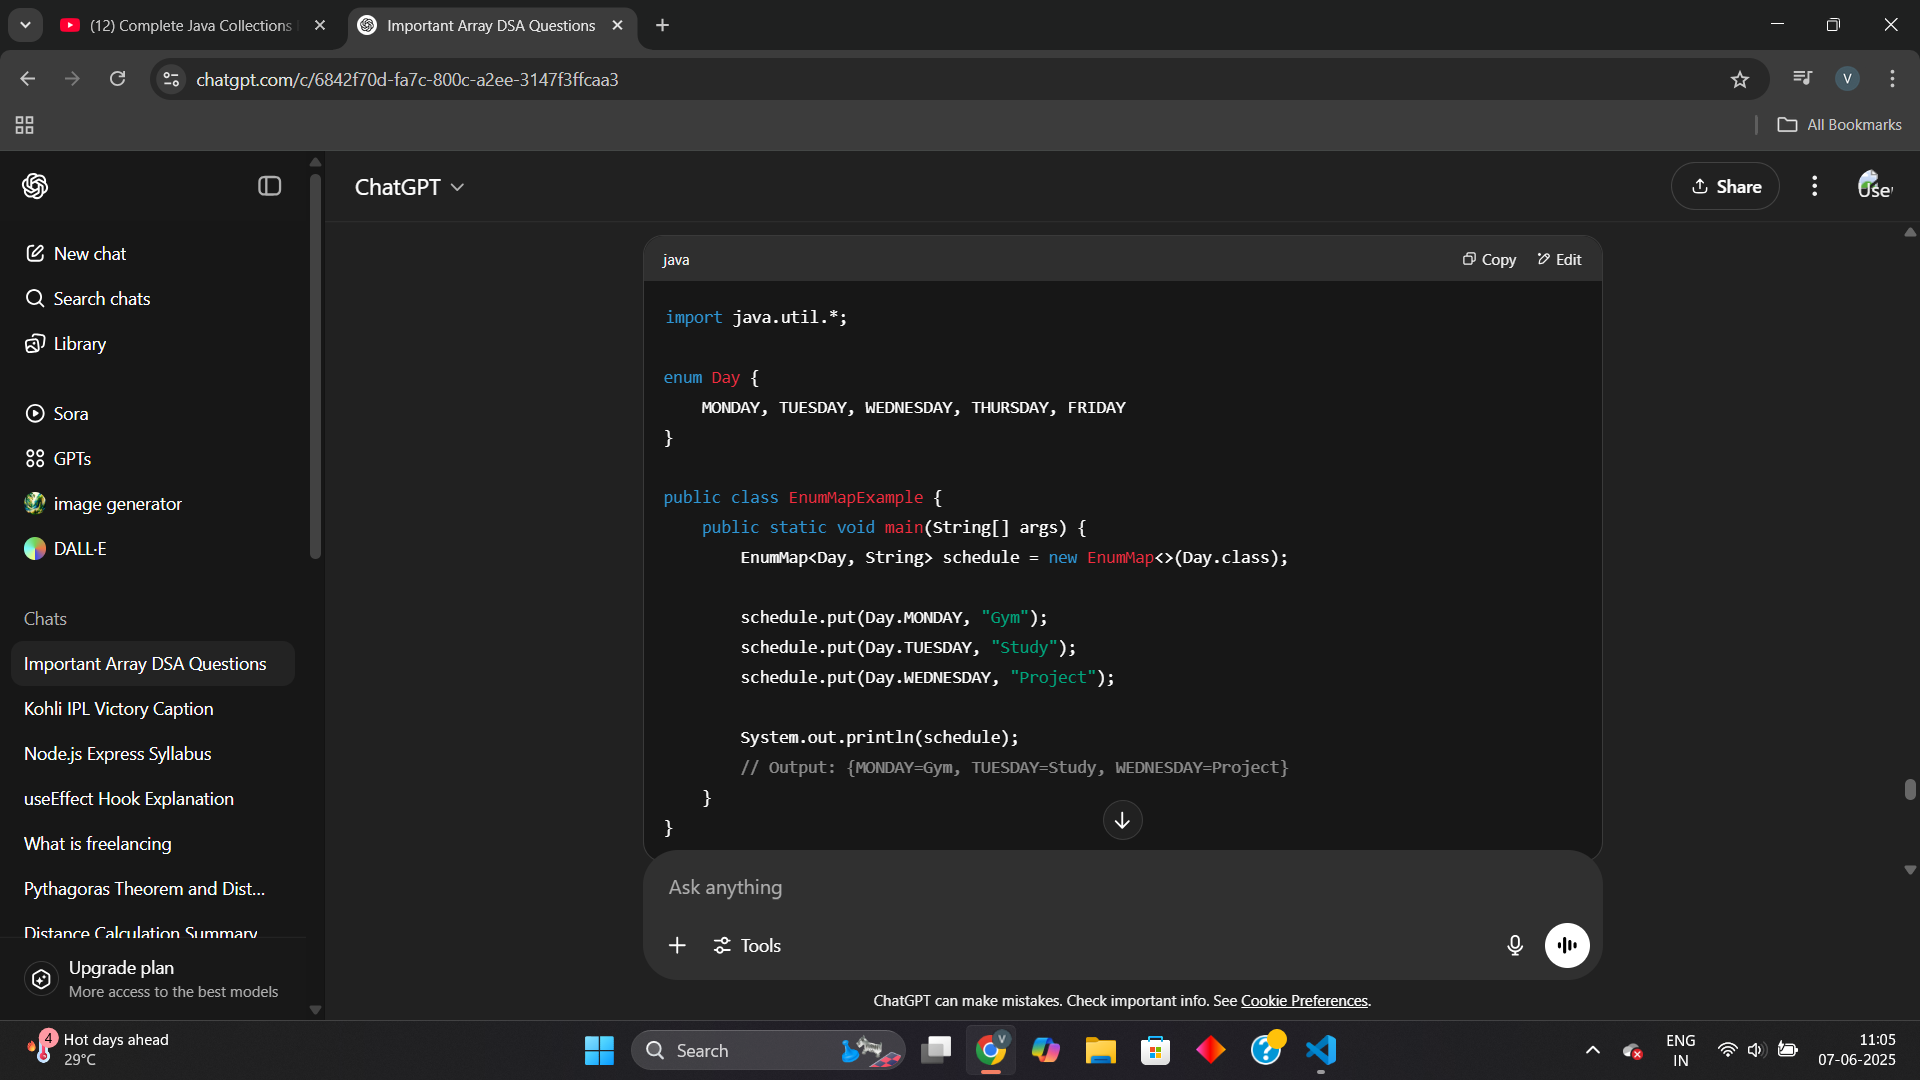 (12) Complete Java Collections
Important Array DSA Questions
chatgpt.com/c/6842f70d-fa7c-800c-a2ee-3147f3ffcaa3
V
All Bookmarks
ChatGPT
Share
User
New chat
Search chats
Library
Sora
GPTs
image generator
DALL·E
Chats
Important Array DSA Questions
Kohli IPL Victory Caption
Node.js Express Syllabus
useEffect Hook Explanation
What is freelancing
Pythagoras Theorem and Dist...
Distance Calculation Summary
Upgrade plan
More access to the best models
java
Copy
Edit
import java.util.*;
enum Day {
    MONDAY, TUESDAY, WEDNESDAY, THURSDAY, FRIDAY
}
public class EnumMapExample {
    public static void main(String[] args) {
        EnumMap<Day, String> schedule = new EnumMap<>(Day.class);
        schedule.put(Day.MONDAY, "Gym");
        schedule.put(Day.TUESDAY, "Study");
        schedule.put(Day.WEDNESDAY, "Project");
        System.out.println(schedule);
        // Output: {MONDAY=Gym, TUESDAY=Study, WEDNESDAY=Project}
    }
}
Ask anything
Tools
ChatGPT can make mistakes. Check important info. See Cookie Preferences.
4
Hot days ahead
29°C
Search
V
ENG
IN
11:05
07-06-2025